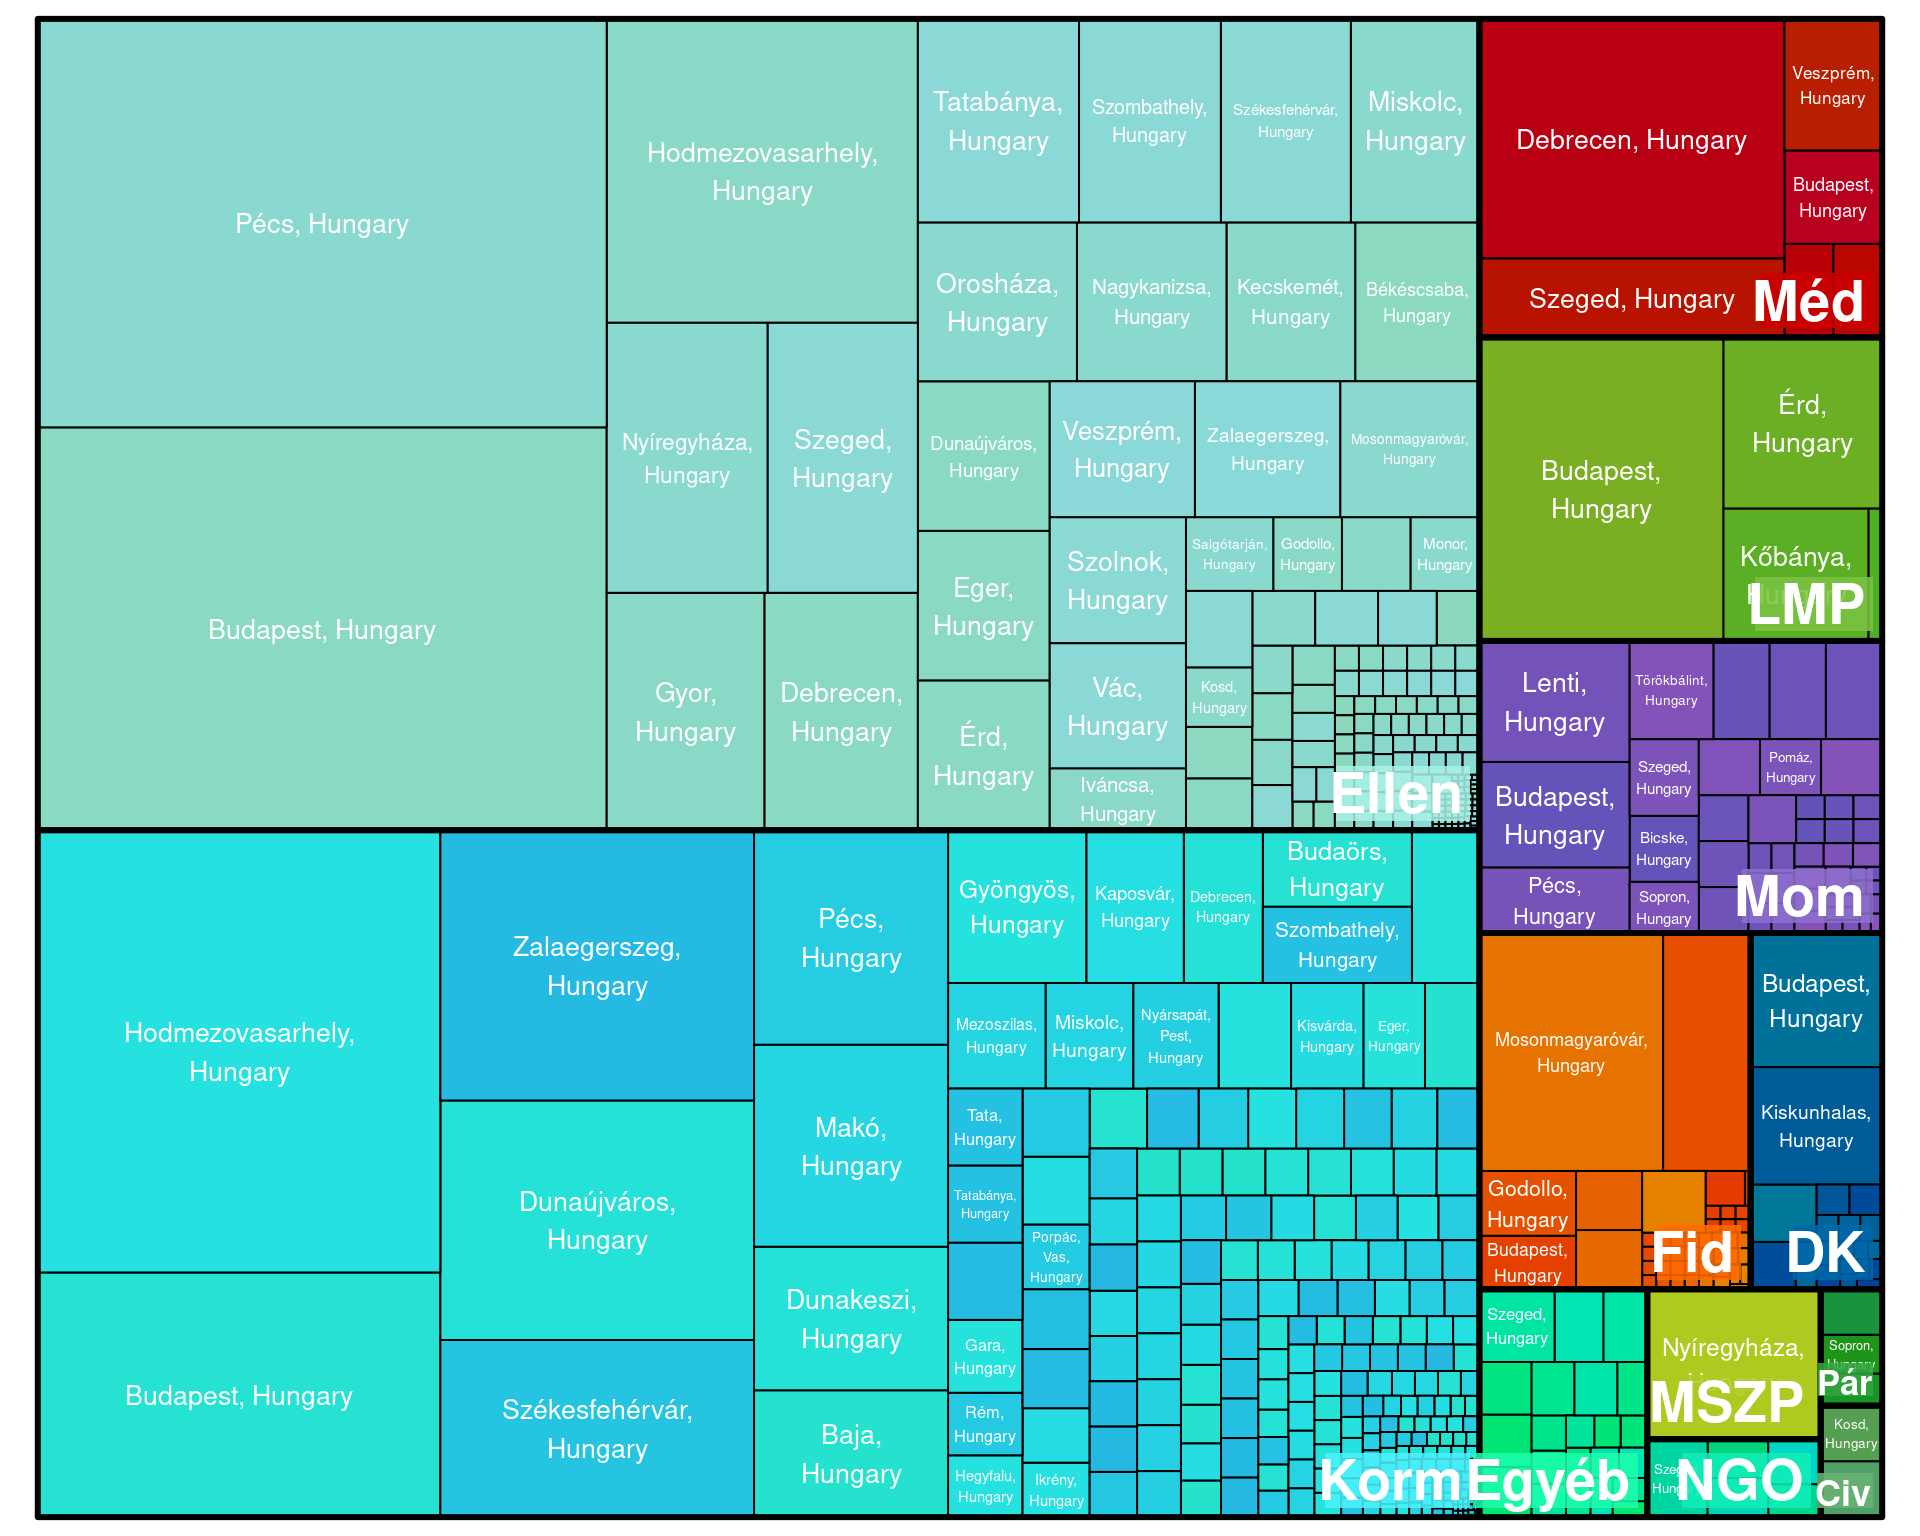 Pécs, Hungary
Budapest, Hungary
Hodmezovasarhely,
Hungary
Nyíregyháza,
Hungary
Szeged,
Hungary
Gyor,
Hungary
Debrecen,
Hungary
Tatabánya,
Hungary
Szombathely,
Hungary
Székesfehérvár,
Hungary
Miskolc,
Hungary
Orosháza,
Hungary
Nagykanizsa,
Hungary
Kecskemét,
Hungary
Békéscsaba,
Hungary
Dunaújváros,
Hungary
Eger,
Hungary
Érd,
Hungary
Veszprém,
Hungary
Zalaegerszeg,
Hungary
Mosonmagyaróvár,
Hungary
Szolnok,
Hungary
Vác,
Hungary
Iváncsa,
Hungary
Salgótarján,
Hungary
Godollo,
Hungary
Monor,
Hungary
Kosd,
Hungary
Ellen
Debrecen, Hungary
Szeged, Hungary
Veszprém,
Hungary
Budapest,
Hungary
Méd
Budapest,
Hungary
Érd,
Hungary
Kőbánya,
Hungary
LMP
Lenti,
Hungary
Budapest,
Hungary
Pécs,
Hungary
Törökbálint,
Hungary
Szeged,
Hungary
Bicske,
Hungary
Sopron,
Hungary
Pomáz,
Hungary
Mom
Hodmezovasarhely,
Hungary
Budapest, Hungary
Zalaegerszeg,
Hungary
Dunaújváros,
Hungary
Székesfehérvár,
Hungary
Pécs,
Hungary
Makó,
Hungary
Dunakeszi,
Hungary
Baja,
Hungary
Gyöngyös,
Hungary
Kaposvár,
Hungary
Debrecen,
Hungary
Budaörs,
Hungary
Szombathely,
Hungary
Mezoszilas,
Hungary
Miskolc,
Hungary
Nyársapát,
Pest,
Hungary
Kisvárda,
Hungary
Eger,
Hungary
Tata,
Hungary
Tatabánya,
Hungary
Porpác,
Vas,
Hungary
Gara,
Hungary
Rém,
Hungary
Hegyfalu,
Hungary
Ikrény,
Hungary
Korm
Mosonmagyaróvár,
Hungary
Godollo,
Hungary
Budapest,
Hungary
Fid
Budapest,
Hungary
Kiskunhalas,
Hungary
DK
Szeged,
Hungary
Egyéb
Nyíregyháza,
MSZP
Sopron,
Hungary
Pár
NGO
Kosd,
Hungary
Civ